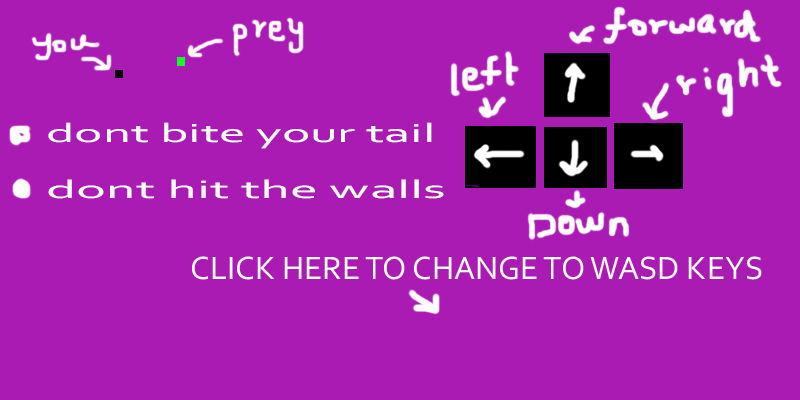 you
prey
forward
left
right
dont bite your tail
dont hit the walls
Down
CLICK HERE TO CHANGE TO WASD KEYS